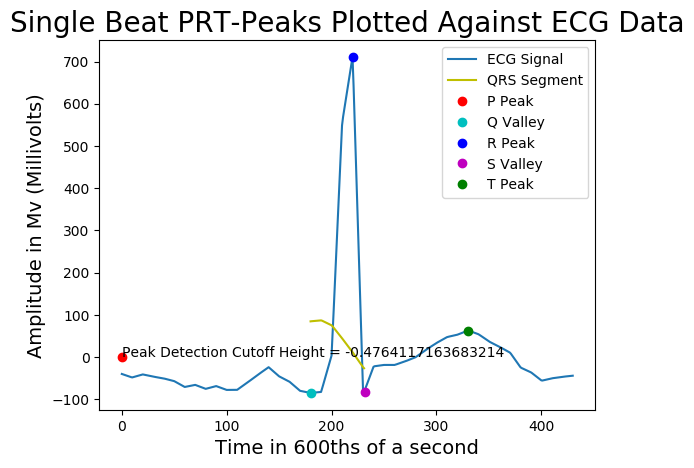 Single Beat PRT-Peaks Plotted Against ECG Data
Amplitude in Mv (Millivolts)
700
600
500
400
300
200
100
0
−100
ECG Signal
QRS Segment
P Peak
Q Valley
R Peak
S Valley
T Peak
Peak Detection Cutoff Height = -0.4764117163683214
0 100 200 300 400
Time in 600ths of a second